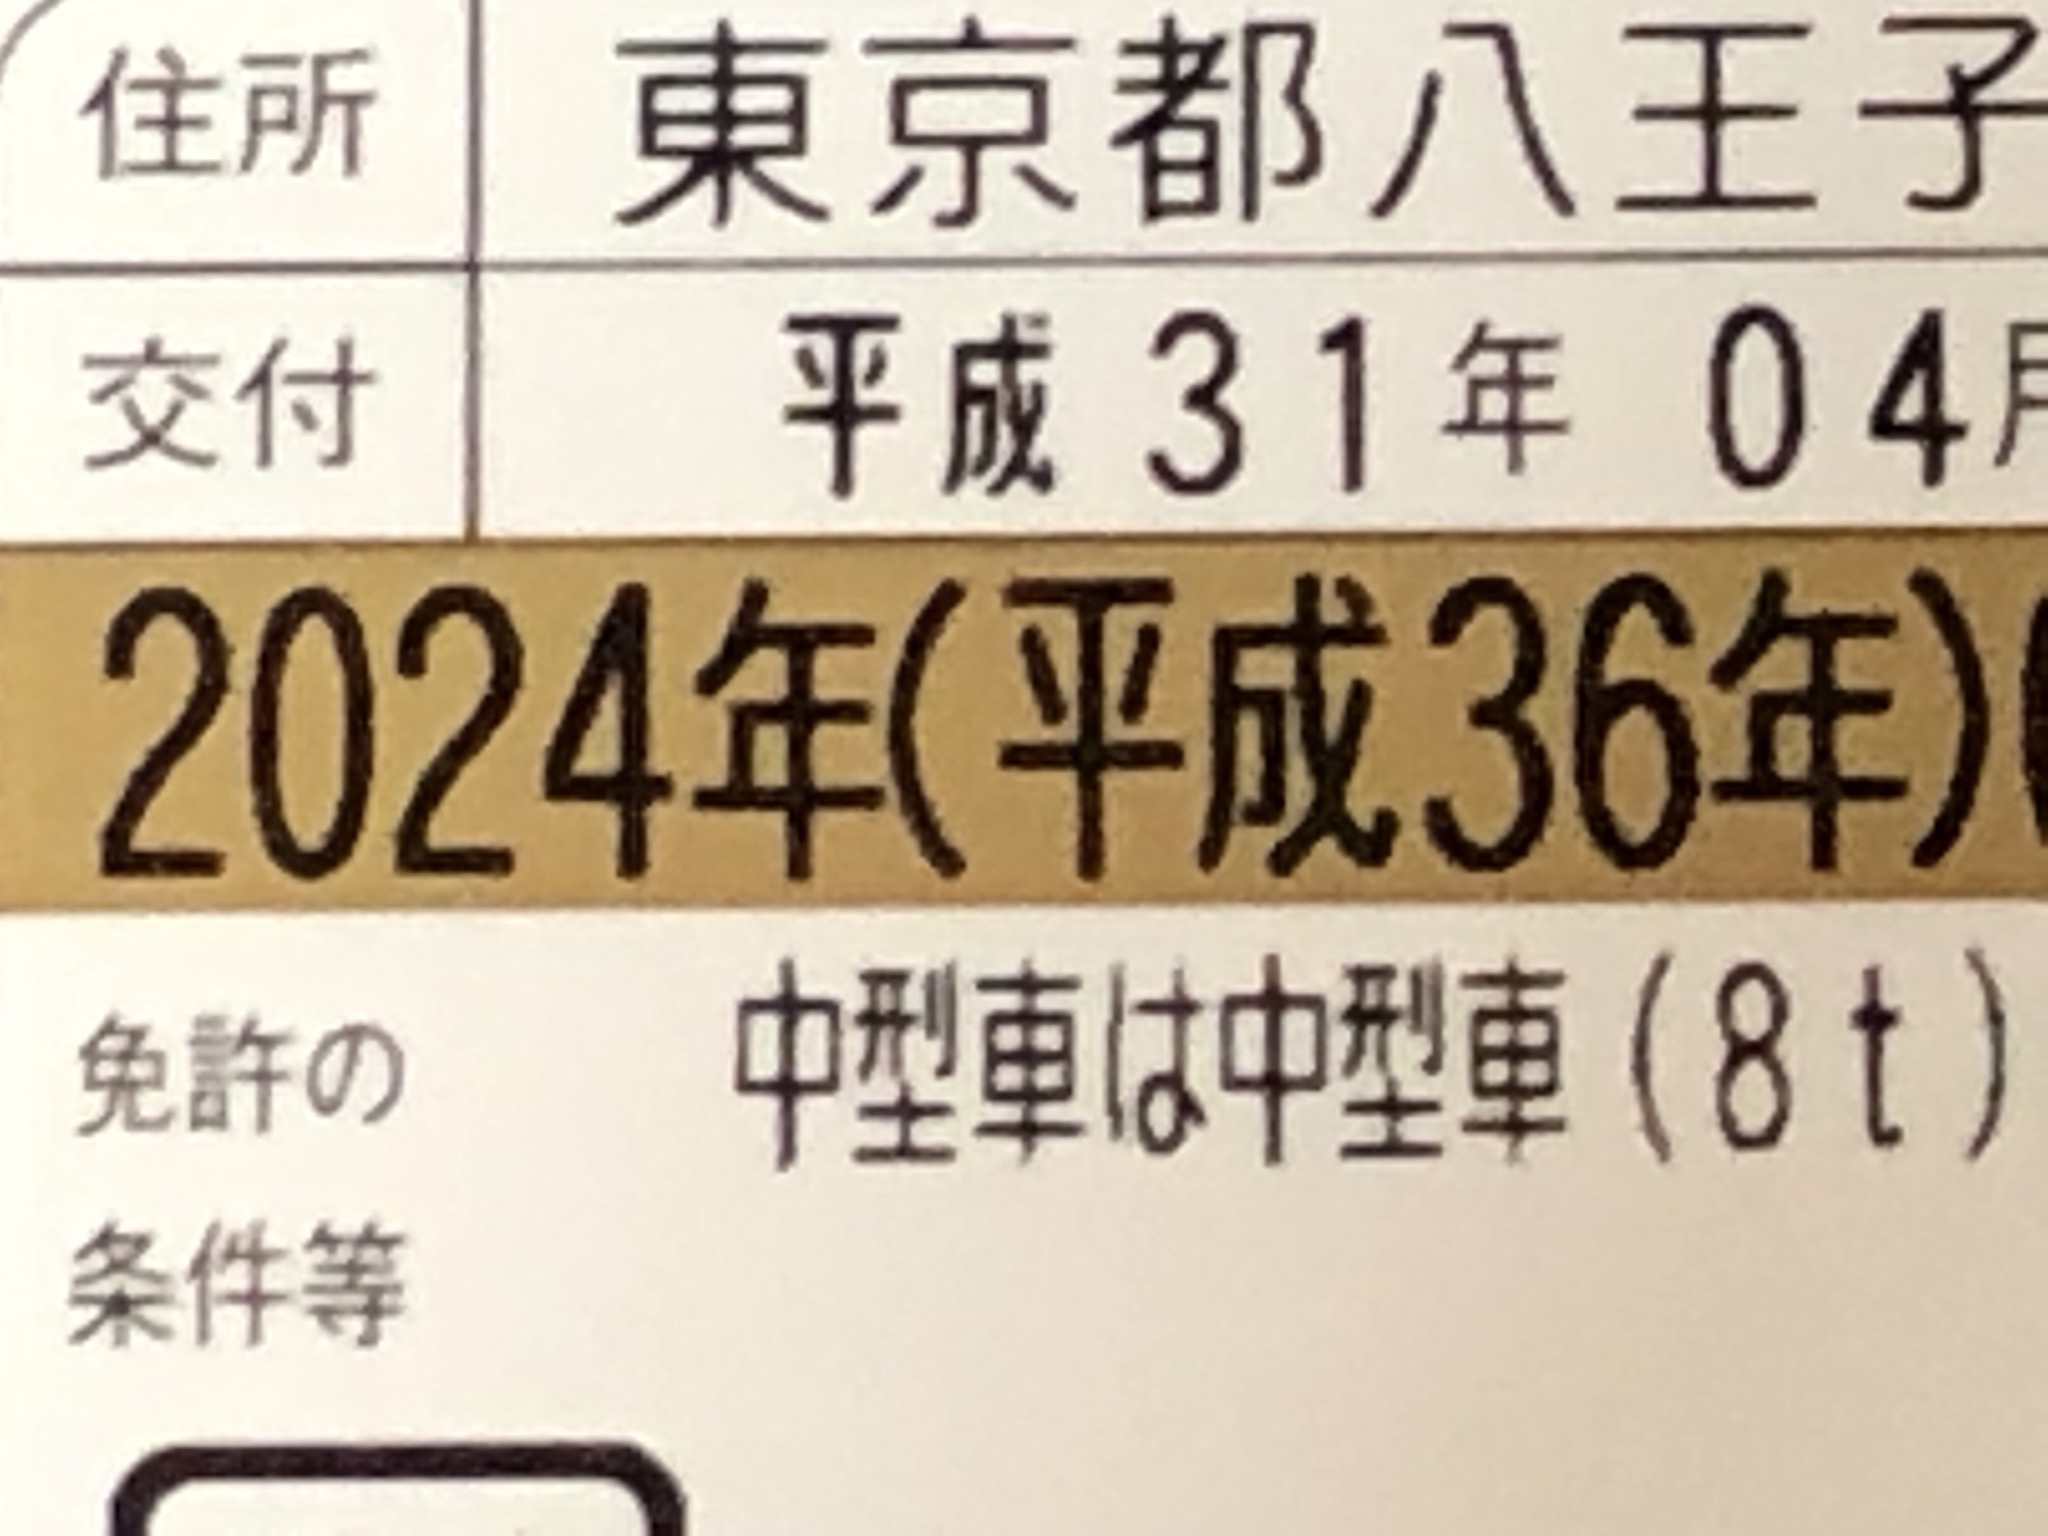 住所 東京都八王子
交付 平成31年 04月
2024年(平成36年)
免許の 中型車は中型車(8t)
条件等